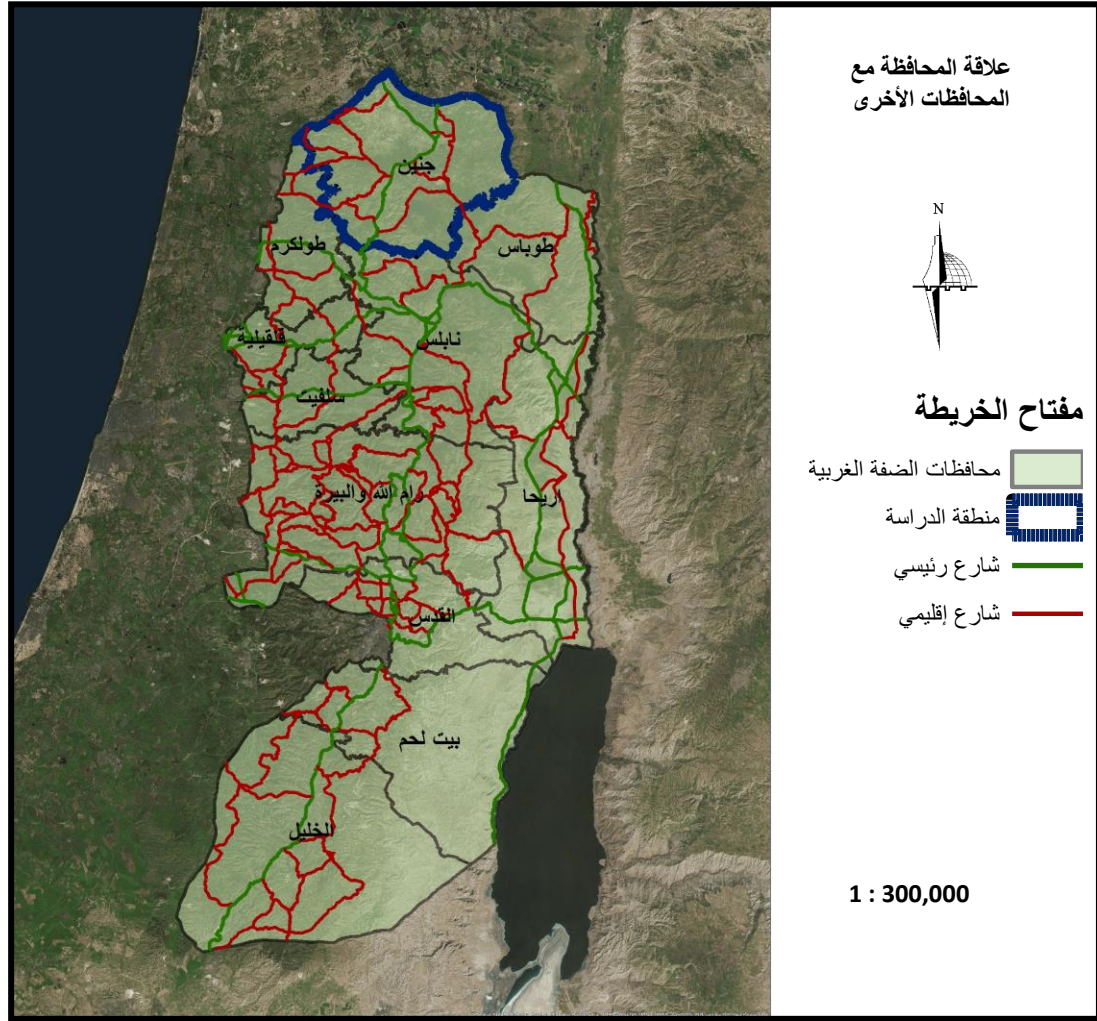 علاقة المحافظة مع
المحافظات الأخرى
N
مفتاح الخريطة
محافظات الضفة الغربية
منطقة الدراسة
شارع رئيسي
شارع إقليمي
1 : 300,000
جنين
طوباس
طولكرم
نابلس
قلقيلية
سلفيت
رام الله والبيرة
اريحا
القدس
بيت لحم
الخليل